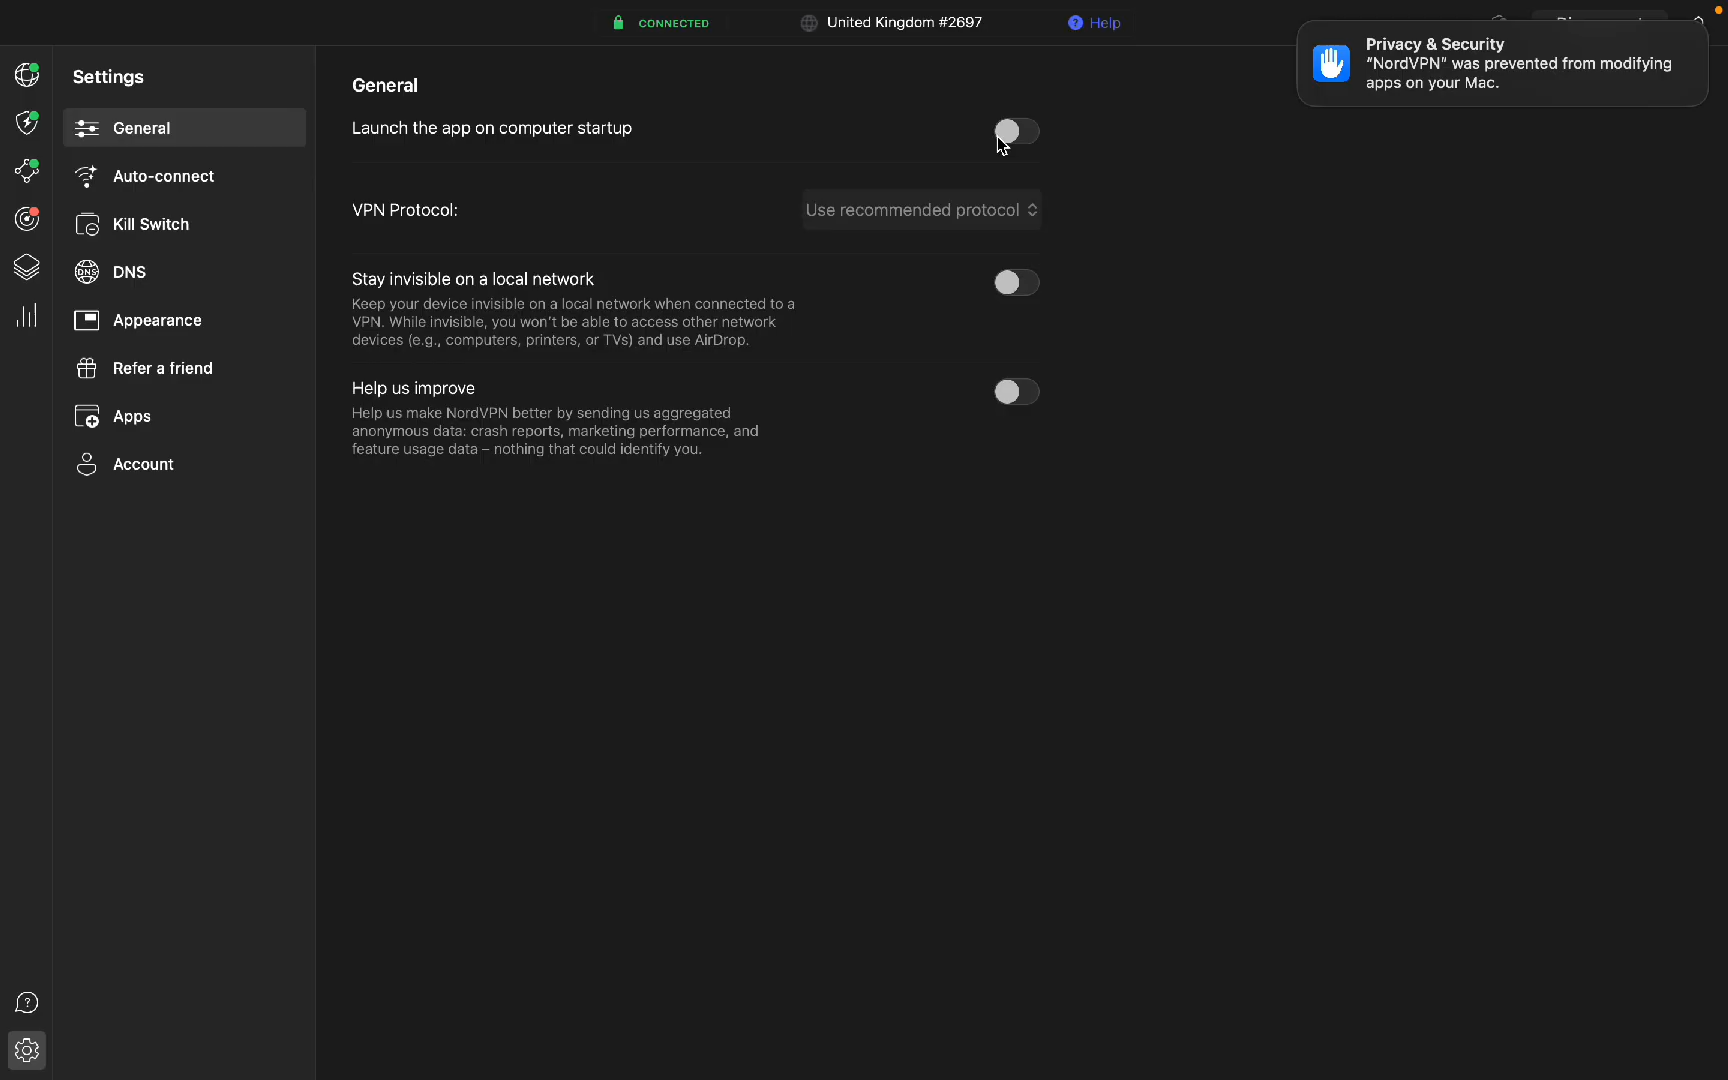 CONNECTED
United Kingdom #2697
? Help
Privacy & Security
“NordVPN” was prevented from modifying
apps on your Mac.
Settings
General
Auto-connect
Kill Switch
DNS DNS
Appearance
Refer a friend
Apps
Account
General
Launch the app on computer startup
VPN Protocol:
Use recommended protocol
Stay invisible on a local network
Keep your device invisible on a local network when connected to a
VPN. While invisible, you won’t be able to access other network
devices (e.g., computers, printers, or TVs) and use AirDrop.
Help us improve
Help us make NordVPN better by sending us aggregated
anonymous data: crash reports, marketing performance, and
feature usage data – nothing that could identify you.
?